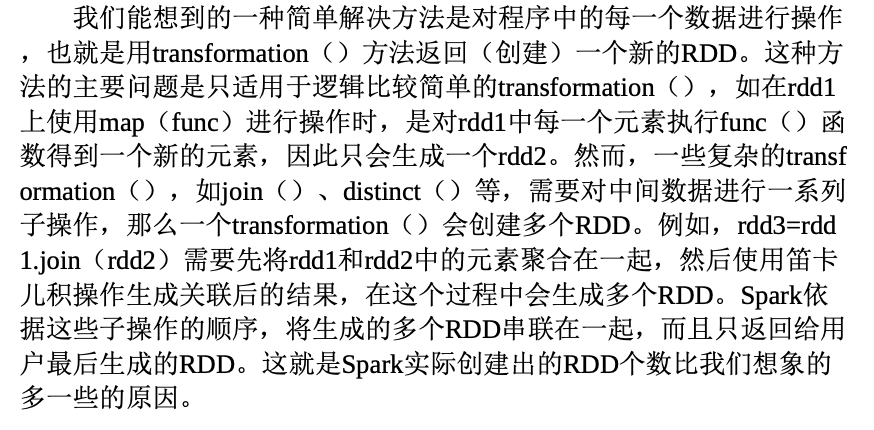 我们能想到的一种简单解决方法是对程序中的每一个数据进行操作
，也就是用transformation（）方法返回（创建）一个新的RDD。这种方
法的主要问题是只适用于逻辑比较简单的transformation（），如在rdd1
上使用map（func）进行操作时，是对rdd1中每一个元素执行func（）函
数得到一个新的元素，因此只会生成一个rdd2。然而，一些复杂的transf
ormation（），如join（）、distinct（）等，需要对中间数据进行一系列
子操作，那么一个transformation（）会创建多个RDD。例如，rdd3=rdd
1.join（rdd2）需要先将rdd1和rdd2中的元素聚合在一起，然后使用笛卡
儿积操作生成关联后的结果，在这个过程中会生成多个RDD。Spark依
据这些子操作的顺序，将生成的多个RDD串联在一起，而且只返回给用
户最后生成的RDD。这就是Spark实际创建出的RDD个数比我们想象的
多一些的原因。